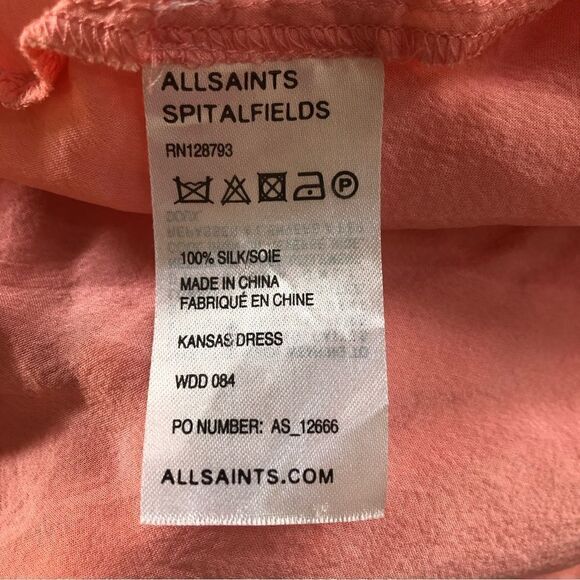 ALLSAINTS
SPITALFIELDS
RN128793
P
100% SILK/SOIE
MADE IN CHINA
FABRIQUÉ EN CHINE
KANSAS DRESS
WDD 084
PO NUMBER: AS_12666
ALLSAINTS.COM